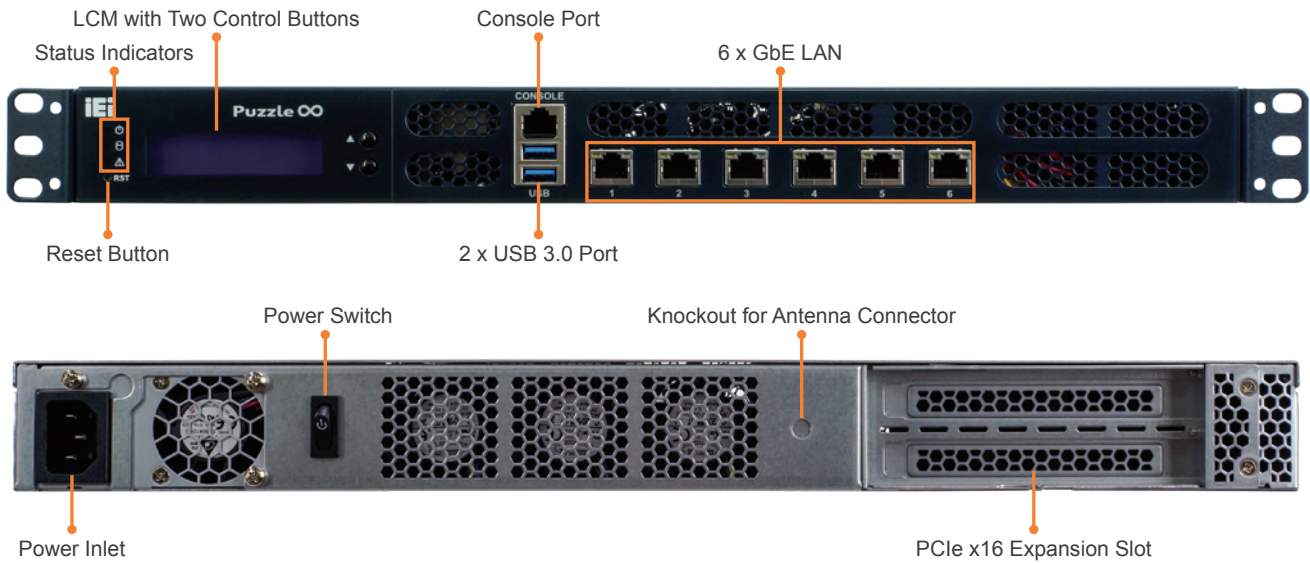 LCM with Two Control Buttons
Console Port
Status Indicators
6 x GbE LAN
CONSOLE
iEi
Puzzle
RST
USB
1 2 3 4 5 6
Reset Button
2 x USB 3.0 Port
Power Switch
Knockout for Antenna Connector
Power Inlet
PCIe x16 Expansion Slot